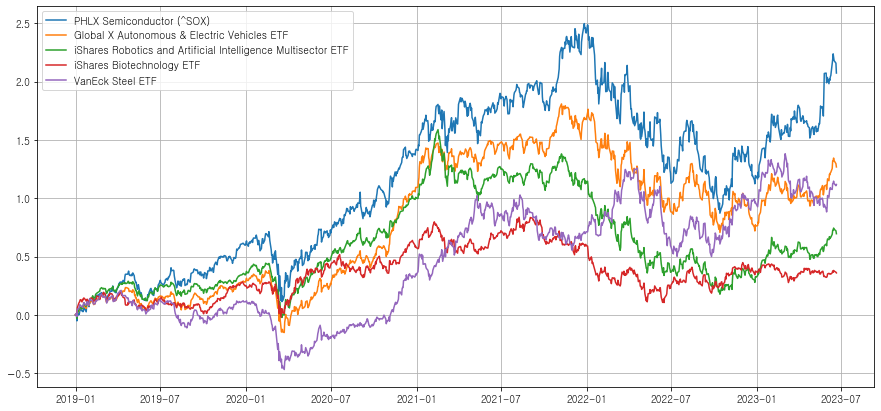 PHLX Semiconductor (^SOX)
Global X Autonomous & Electric Vehicles ETF
iShares Robotics and Artificial Intelligence Multisector ETF
iShares Biotechnology ETF
VanEck Steel ETF
2.5
2.0
1.5
1.0
0.5
0.0
−0.5
2019−01 2019−07 2020−01 2020−07 2021−01 2021−07 2022−01 2022−07 2023−01 2023−07